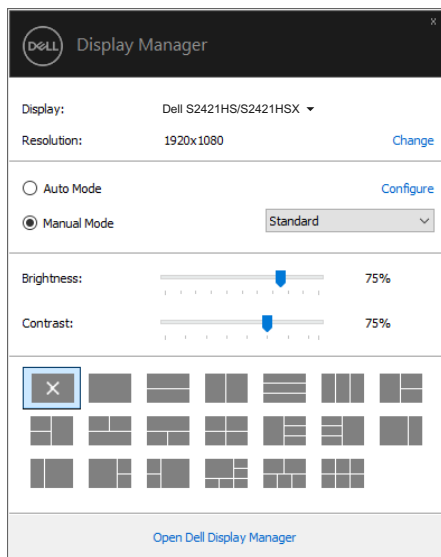 x
DELL Display Manager
Display: Dell S2421HS/S2421HSX
Resolution: 1920x1080 Change
Auto Mode Configure
Manual Mode Standard
Brightness: 75%
Contrast: 75%
Open Dell Display Manager